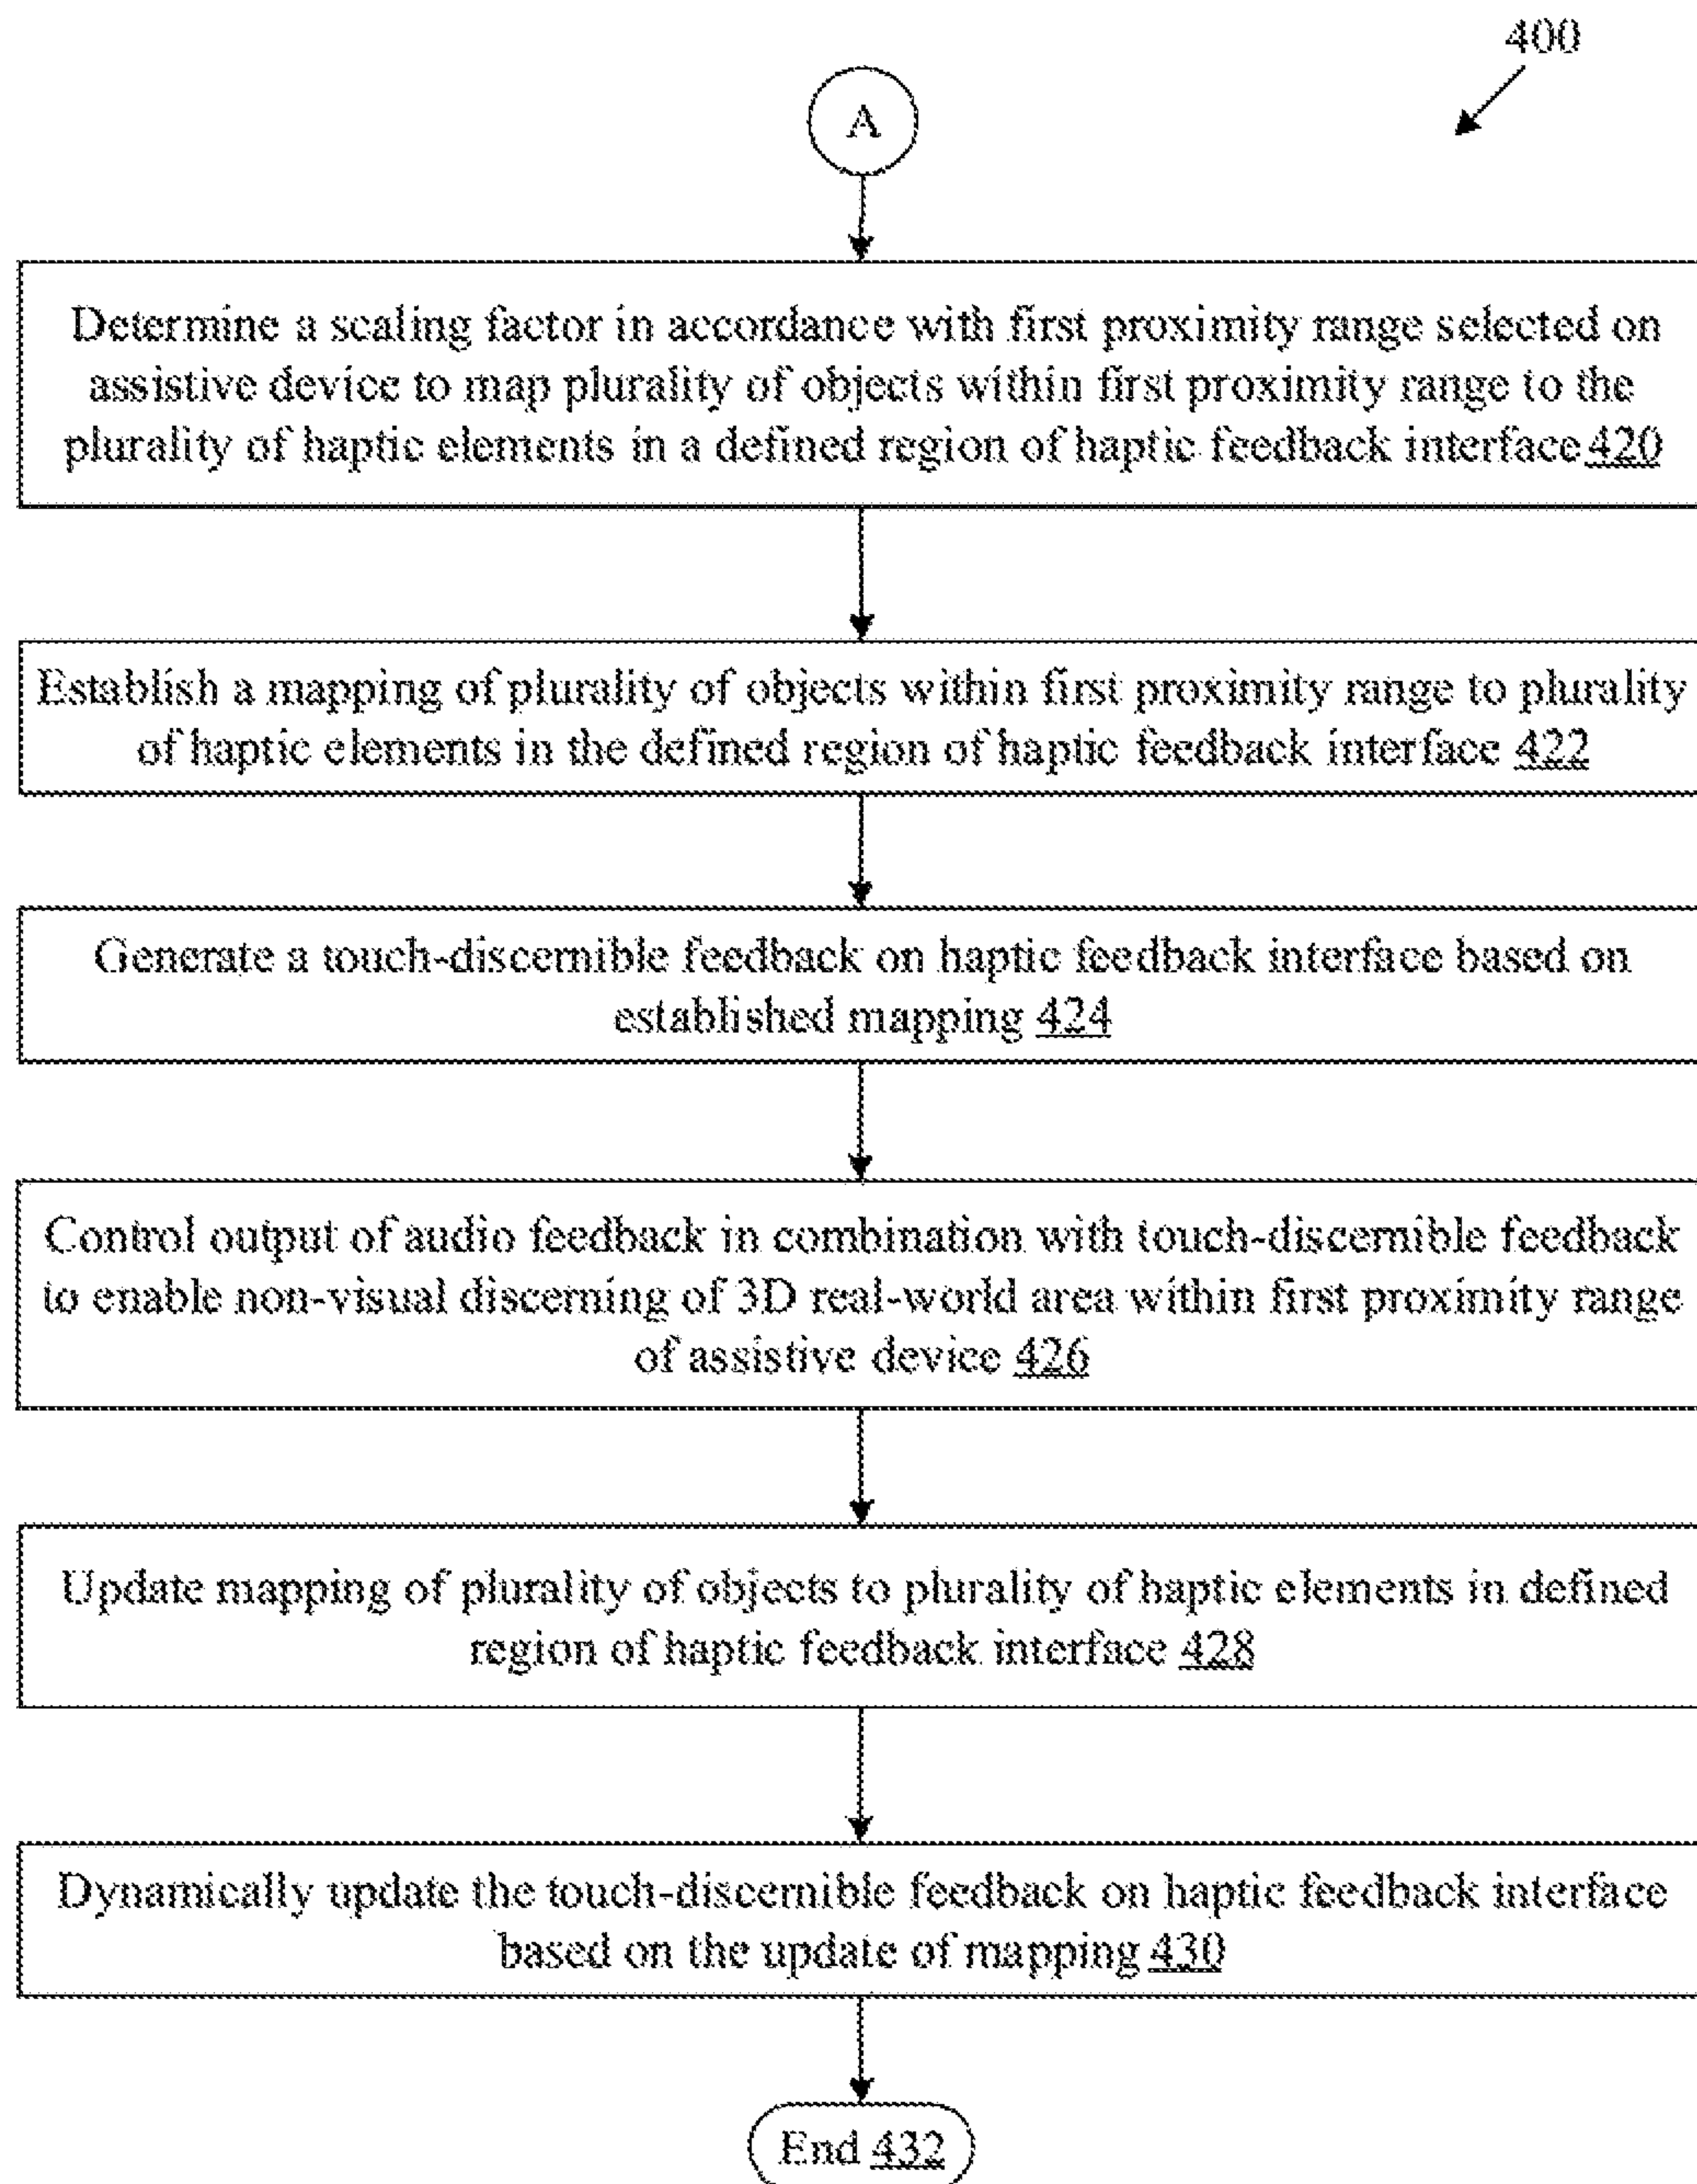 400
A
Determine a scaling factor in accordance with first proximity range selected on
assistive device to map plurality of objects within first proximity range to the
plurality of haptic elements in a defined region of haptic feedback interface 420
Establish a mapping of plurality of objects within first proximity range to plurality
of haptic elements in the defined region of haptic feedback interface 422
Generate a touch-discernible feedback on haptic feedback interface based on
established mapping 424
Control output of audio feedback in combination with touch-discernible feedback
to enable non-visual discerning of 3D real-world area within first proximity range
of assistive device 426
Update mapping of plurality of objects to plurality of haptic elements in defined
region of haptic feedback interface 428
Dynamically update the touch-discernible feedback on haptic feedback interface
based on the update of mapping 430
End 432